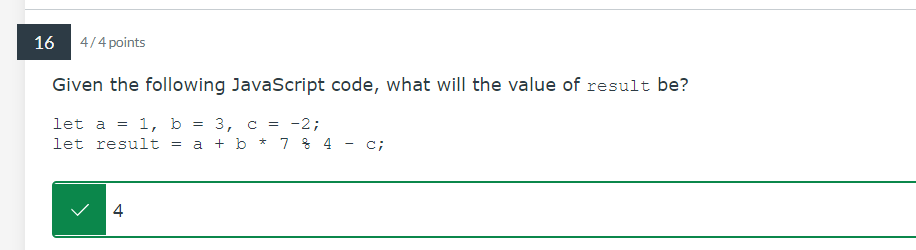 16 4 / 4 points
Given the following JavaScript code, what will the value of result be?
let a = 1, b = 3, c = -2;
let result = a + b * 7 % 4 - c;
4